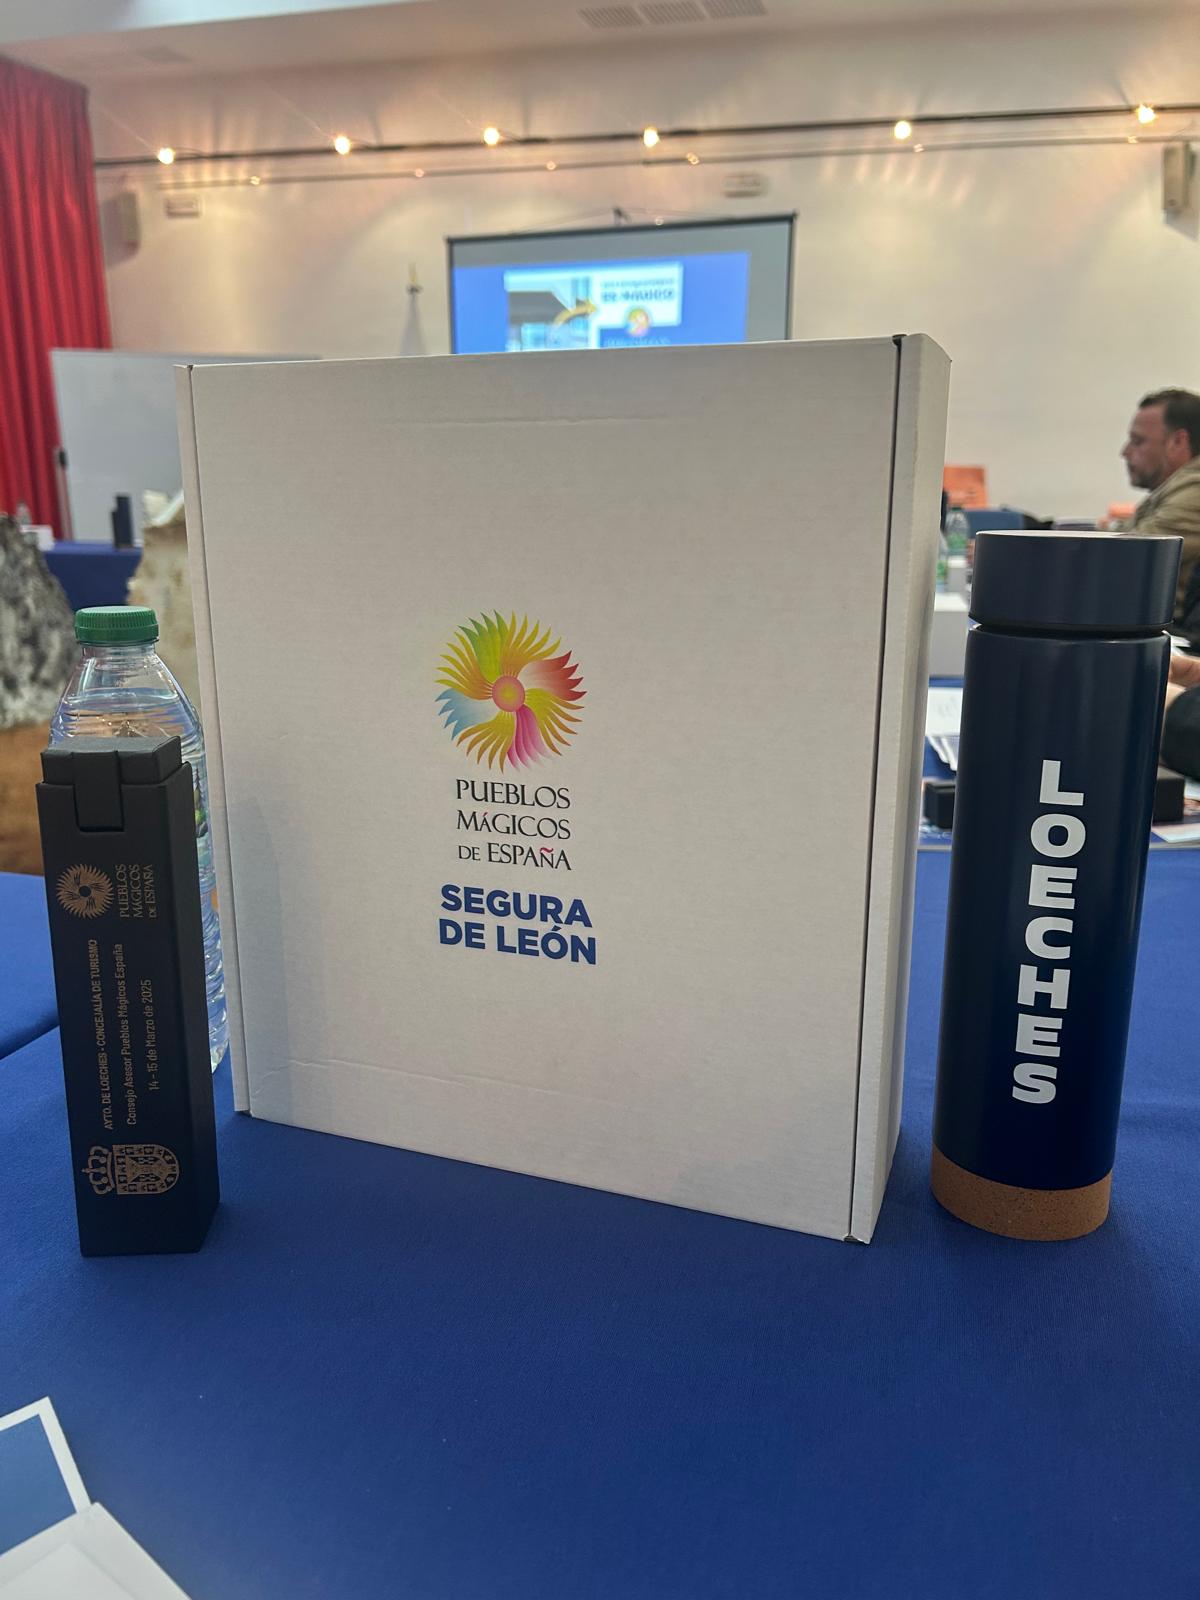 PUEBLOS
MÁGICOS
DE ESPAÑA
SEGURA
DE LEÓN
PUEBLOS
MÁGICOS
DE ESPAÑA
AYTO. DE LOECHES - CONCEJALÍA DE TURISMO
Consejo Asesor Pueblos Mágicos España
14 - 15 de Marzo de 2025
LOECHES